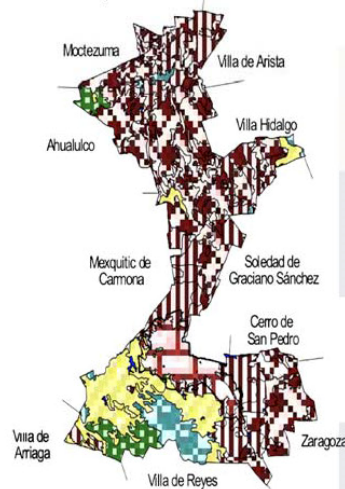 Moctezuma
Villa de Arista
Villa Hidalgo
Ahualulco
Mexquitic de
Carmona
Soledad de
Graciano Sánchez
Cerro de
San Pedro
Villa de
Arriaga
Zaragoza
Villa de Reyes